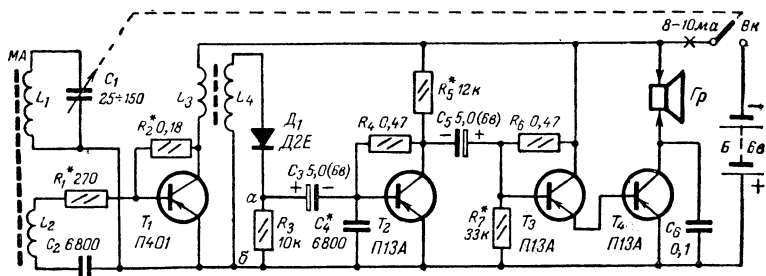 8–10ма
Вк
МА
L₁
C₁
25÷150
L₃
L₄
R₅* 12к
Гр
R₂* 0,18
Д₁
Д2Е
R₄ 0,47
C₅ 5,0(6в)
R₆ 0,47
–
+
Б
6в
–
+
R₁* 270
C₃ 5,0(6в)
+
–
а
L₂
T₁
П401
R₃
10к
C₄*
6800
T₂
П13А
R₇*
33к
T₃
П13А
T₄
П13А
C₆
0,1
C₂ 6800
б